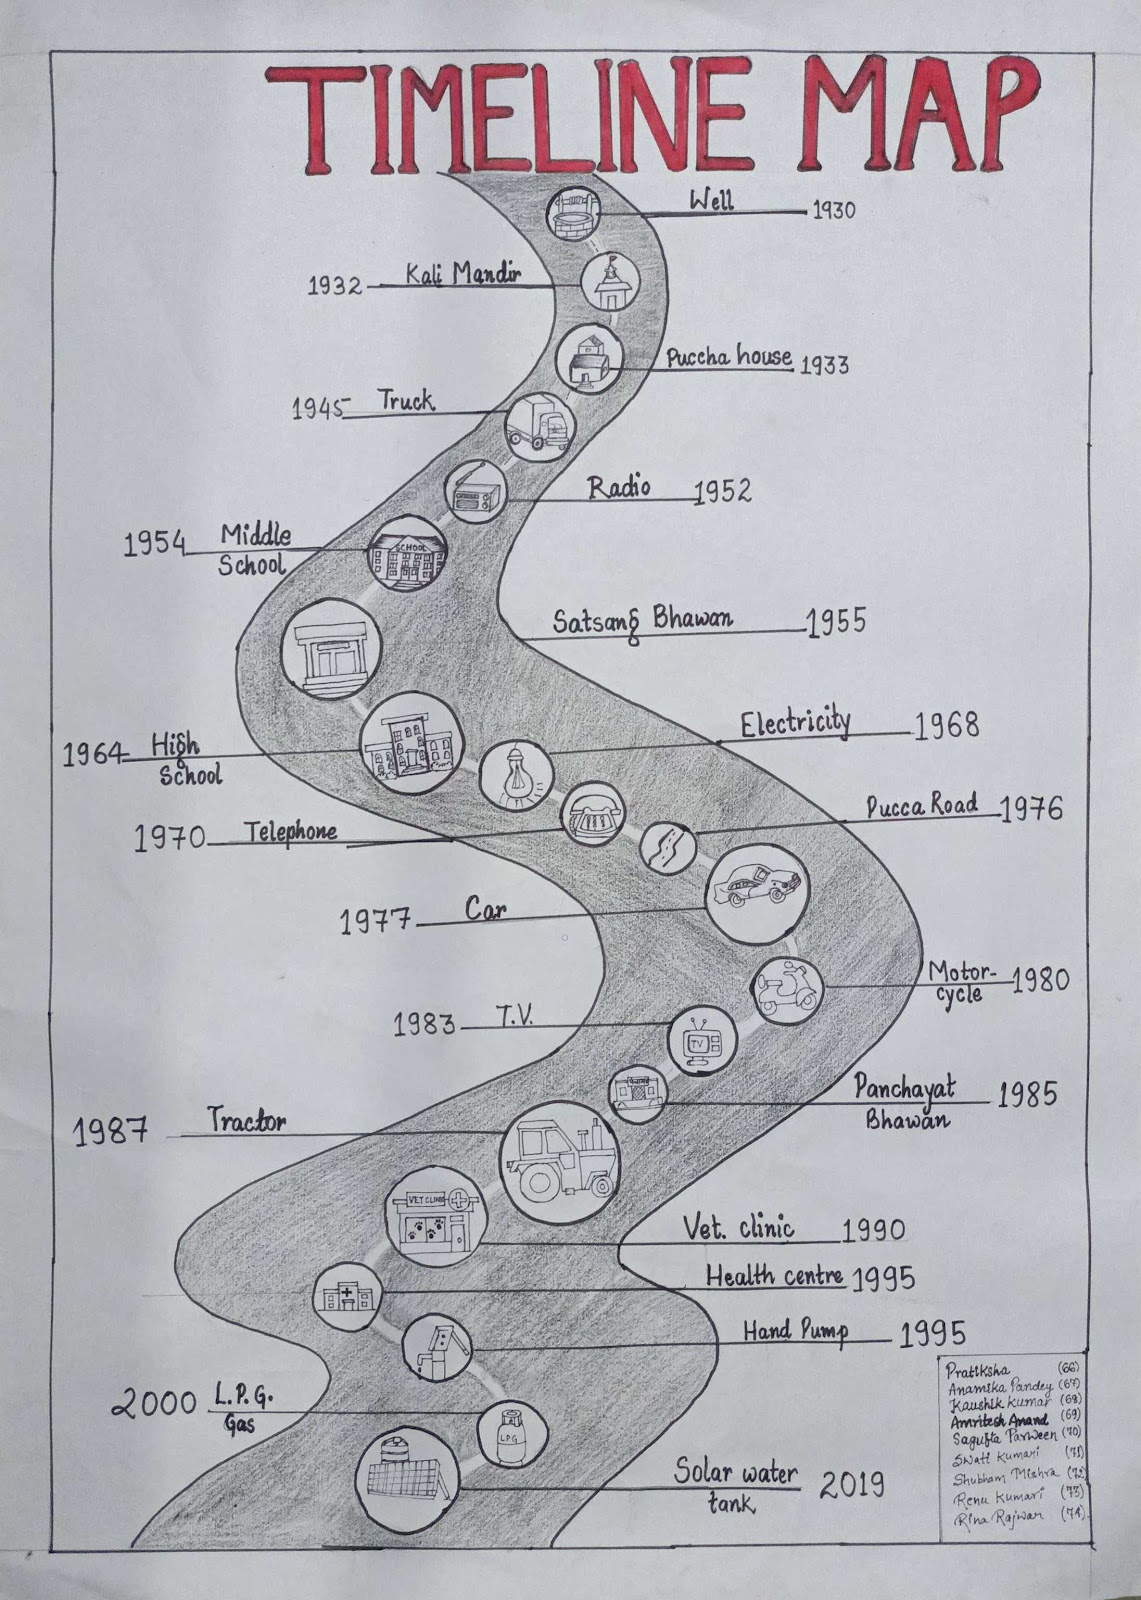 TIMELINE MAP
Well 1930
1932 Kali Mandir
Puccha house 1933
1945 Truck
Radio 1952
1954 Middle
School
SCHOOL
Satsang Bhawan 1955
Electricity 1968
1964 High
School
Pucca Road 1976
1970 Telephone
1977 Car
Motor-
cycle 1980
1983 T.V.
TV
Panchayat 1985
Bhawan
1987 Tractor
VET CLINIC
Vet. clinic 1990
Health centre 1995
Hand Pump 1995
2000 L.P.G.
Gas
LPG
Solar water
tank 2019
Pratiksha (66)
Anamika Pandey (67)
Kaushik Kumar (68)
Amritesh Anand (69)
Sagufta Parween (70)
Swati Kumari (71)
Shubham Mishra (72)
Renu Kumari (73)
Rina Rajwar (74)